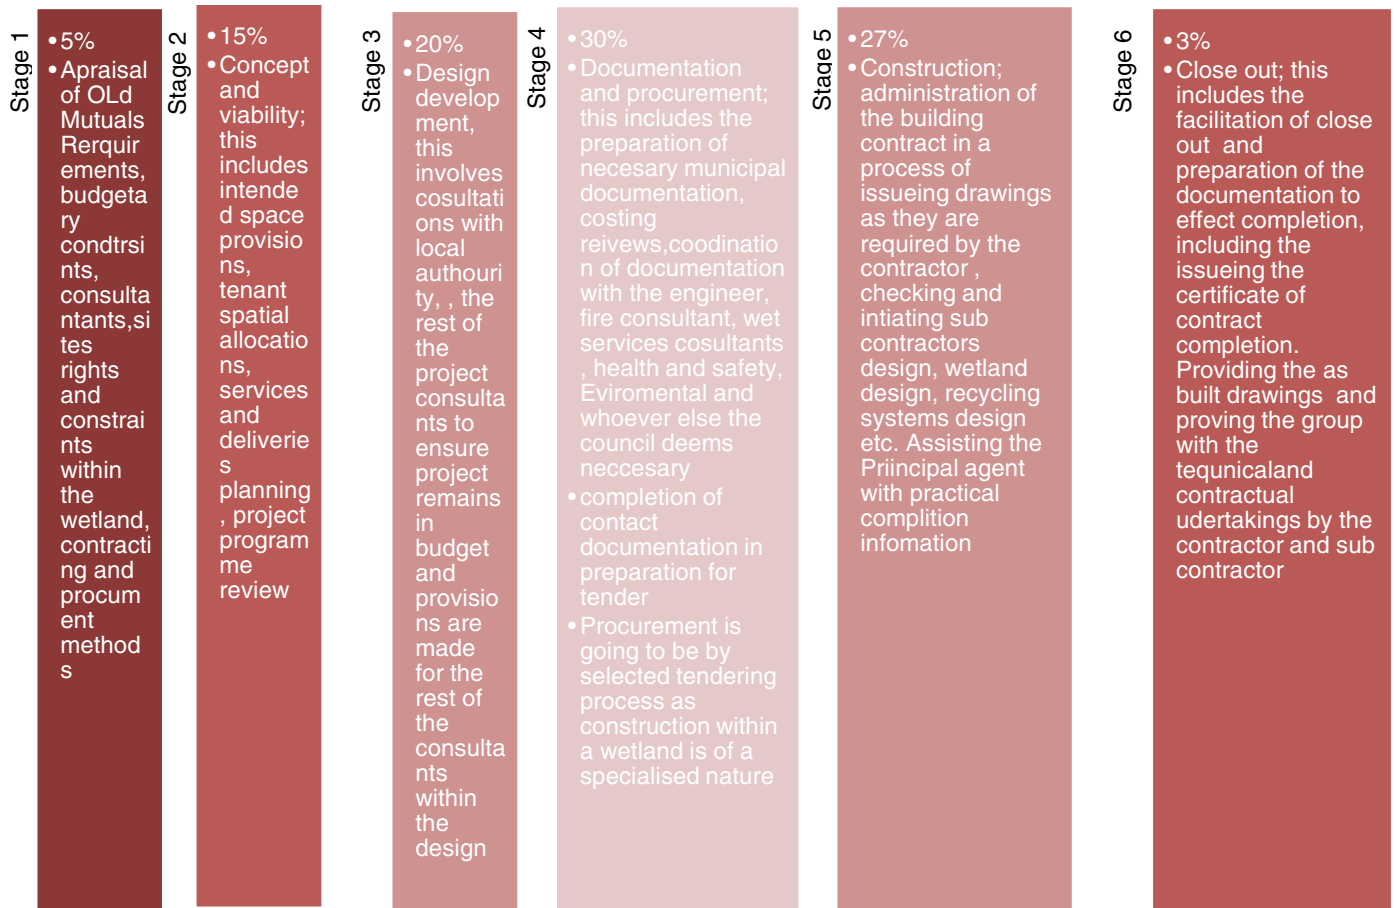 Stage 1
•5%
•Apraisal
of OLd
Mutuals
Rerquir
ements,
budgeta
ry
condtrsi
nts,
consulta
ntants,si
tes
rights
and
constrai
nts
within
the
wetland,
contracti
ng and
procum
ent
method
s
Stage 2
•15%
•Concept
and
viability;
this
includes
intende
d space
provisio
ns,
tenant
spatial
allocatio
ns,
services
and
deliverie
s
planning
, project
program
me
review
Stage 3
•20%
•Design
develop
ment,
this
involves
cosultati
ons with
local
authouri
ty, , the
rest of
the
project
consulta
nts to
ensure
project
remains
in
budget
and
provisio
ns are
made
for the
rest of
the
consulta
nts
within
the
design
Stage 4
•30%
•Documentation
and procurement;
this includes the
preparation of
necesary municipal
documentation,
costing
reivews,coodinatio
n of documentation
with the engineer,
fire consultant, wet
services cosultants
, health and safety,
Eviromental and
whoever else the
council deems
neccesary
•completion of
contact
documentation in
preparation for
tender
•Procurement is
going to be by
selected tendering
process as
construction within
a wetland is of a
specialised nature
Stage 5
•27%
•Construction;
administration of
the building
contract in a
process of
issueing drawings
as they are
required by the
contractor ,
checking and
intiating sub
contractors
design, wetland
design, recycling
systems design
etc. Assisting the
Priincipal agent
with practical
complition
infomation
Stage 6
•3%
•Close out; this
includes the
facilitation of close
out  and
preparation of the
documentation to
effect completion,
including the
issueing the
certificate of
contract
completion.
Providing the as
built drawings  and
proving the group
with the
tequnicaland
contractual
udertakings by the
contractor and sub
contractor